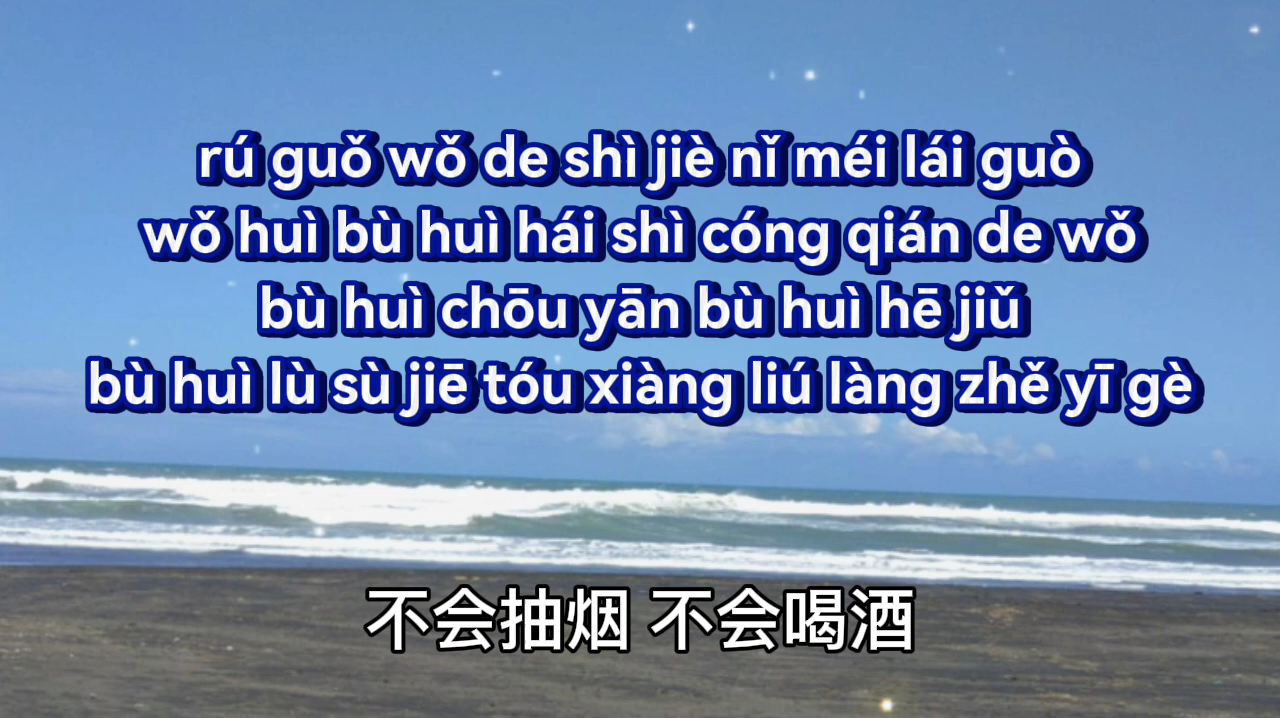 rú guǒ wǒ de shì jiè nǐ méi lái guò
wǒ huì bù huì hái shì cóng qián de wǒ
bù huì chōu yān bù huì hē jiǔ
bù huì lù sù jiē tóu xiàng liú làng zhě yī gè
不会抽烟 不会喝酒